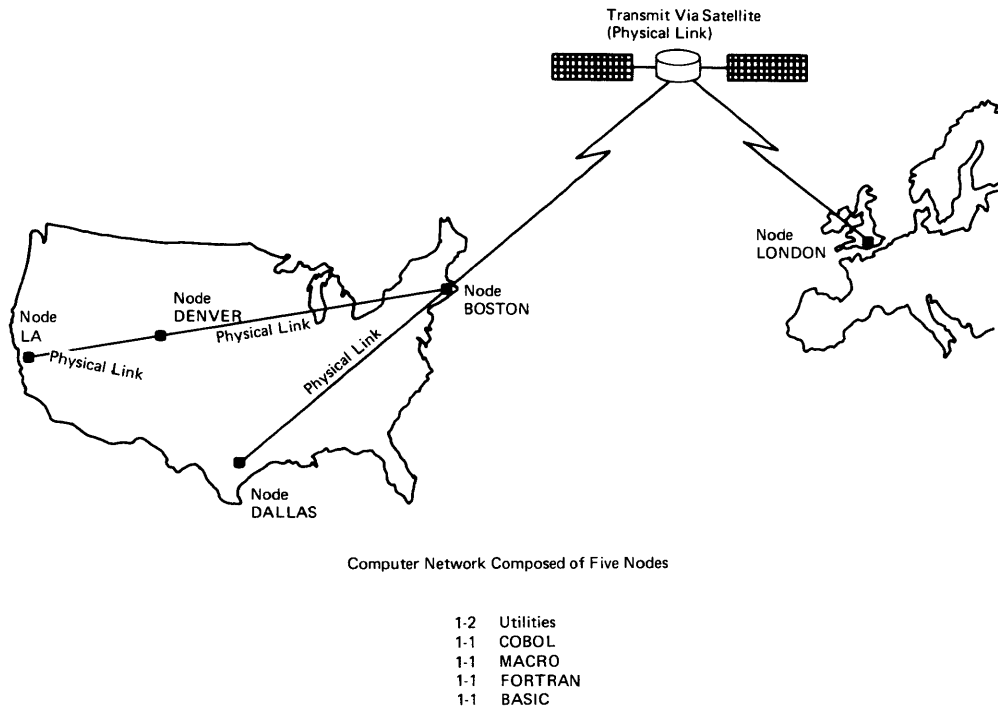 Transmit Via Satellite
(Physical Link)
Node
LONDON
Node
BOSTON
Node
DENVER
Node
LA
Physical Link
Physical Link
Physical Link
Node
DALLAS
Computer Network Composed of Five Nodes
1-2 Utilities
1-1 COBOL
1-1 MACRO
1-1 FORTRAN
1-1 BASIC